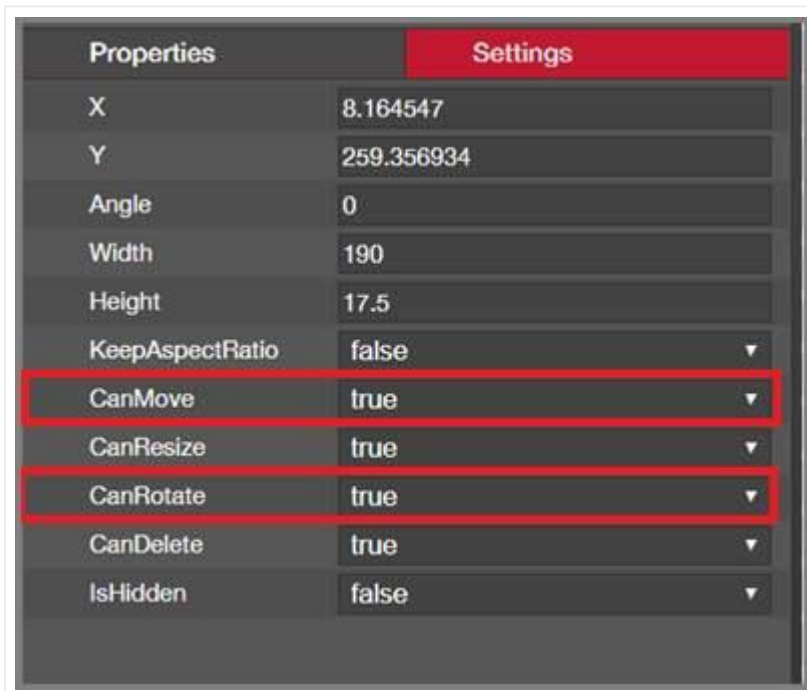 Properties Settings
X 8.164547
Y 259.356934
Angle 0
Width 190
Height 17.5
KeepAspectRatio false
CanMove true
CanResize true
CanRotate true
CanDelete true
IsHidden false